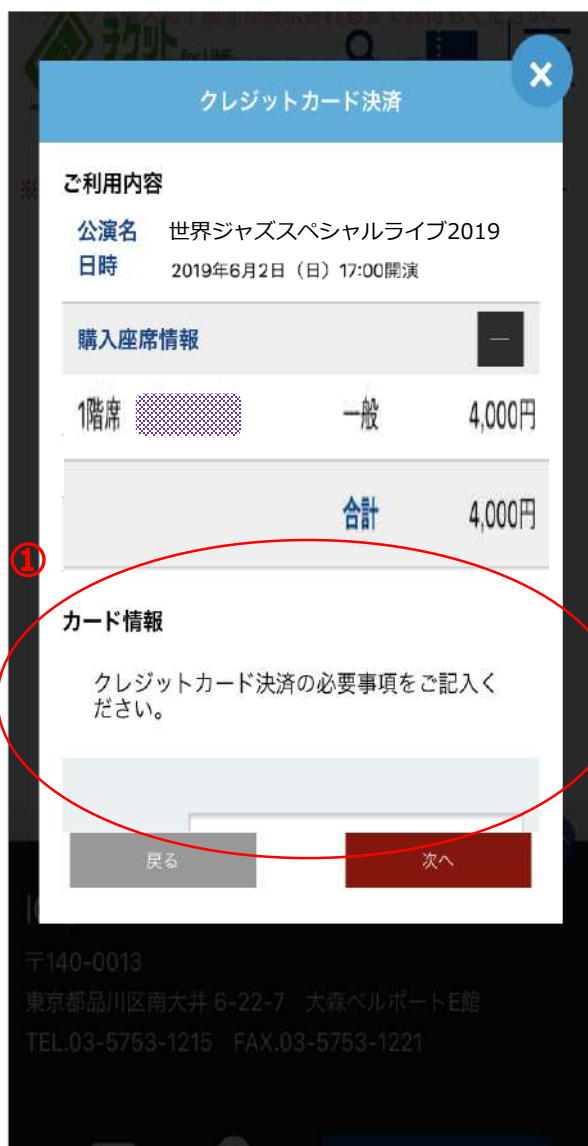 チケット for LINE
クレジットカード決済
×
ご利用内容
公演名 世界ジャズスペシャルライブ2019
日時 2019年6月2日（日）17:00開演
購入座席情報 －
1階席 一般 4,000円
合計 4,000円
①
カード情報
クレジットカード決済の必要事項をご記入く
ださい。
戻る 次へ
〒140-0013
東京都品川区南大井 6-22-7 大森ベルポートE館
TEL.03-5753-1215 FAX.03-5753-1221